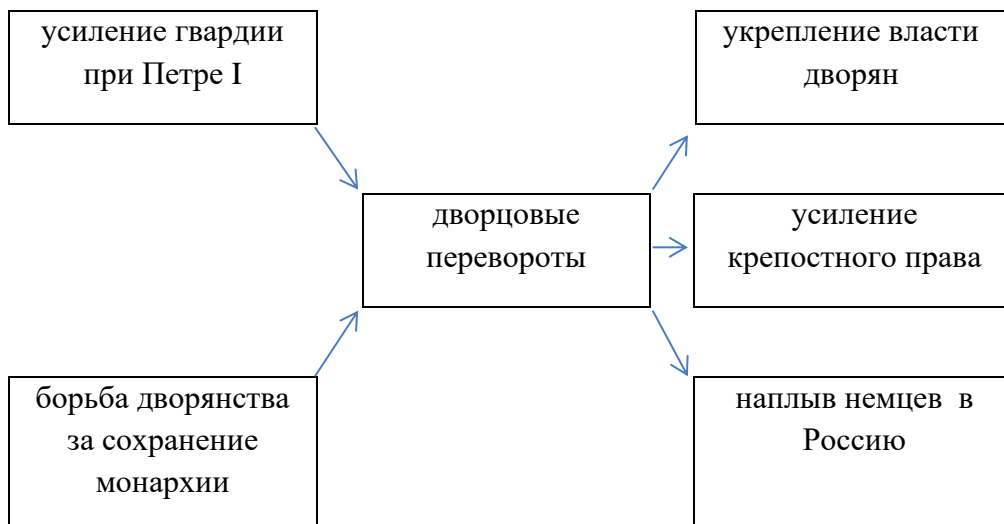 усиление гвардии
при Петре I
борьба дворянства
за сохранение
монархии
дворцовые
перевороты
укрепление власти
дворян
усиление
крепостного права
наплыв немцев в
Россию